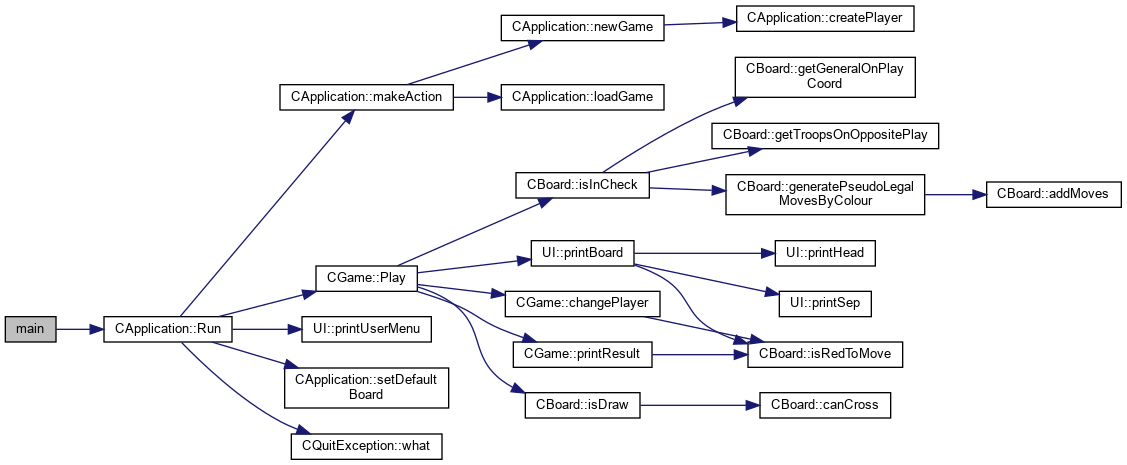 CApplication::createPlayer
CApplication::newGame
CBoard::getGeneralOnPlay
Coord
CApplication::makeAction
CApplication::loadGame
CBoard::getTroopsOnOppositePlay
CBoard::isInCheck
CBoard::generatePseudoLegal
MovesByColour
CBoard::addMoves
UI::printBoard
UI::printHead
CGame::Play
CGame::changePlayer
UI::printSep
main
CApplication::Run
UI::printUserMenu
CGame::printResult
CBoard::isRedToMove
CApplication::setDefault
Board
CBoard::isDraw
CBoard::canCross
CQuitException::what